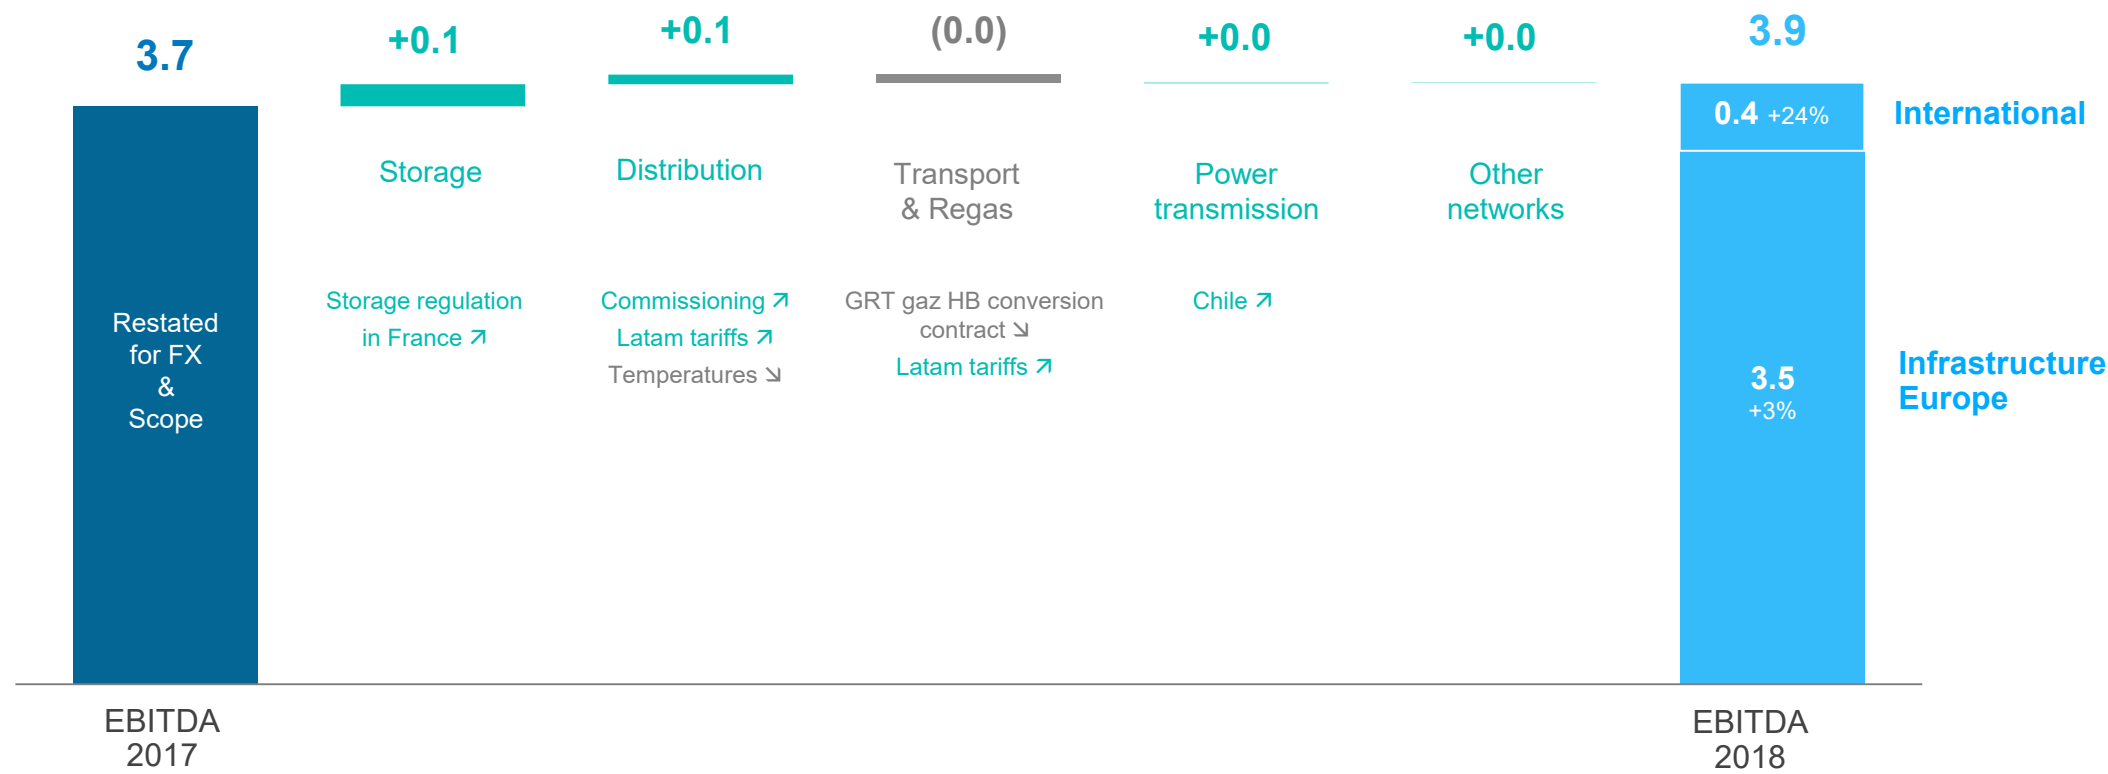 3.7
+0.1
+0.1
(0.0)
+0.0
+0.0
3.9
0.4 +24%
International
Storage
Distribution
Transport
& Regas
Power
transmission
Other
networks
Restated
for FX
&
Scope
Storage regulation
in France ↗
Commissioning ↗
Latam tariffs ↗
Temperatures ↘
GRT gaz HB conversion
contract ↘
Latam tariffs ↗
Chile ↗
3.5
+3%
Infrastructure
Europe
EBITDA
2017
EBITDA
2018